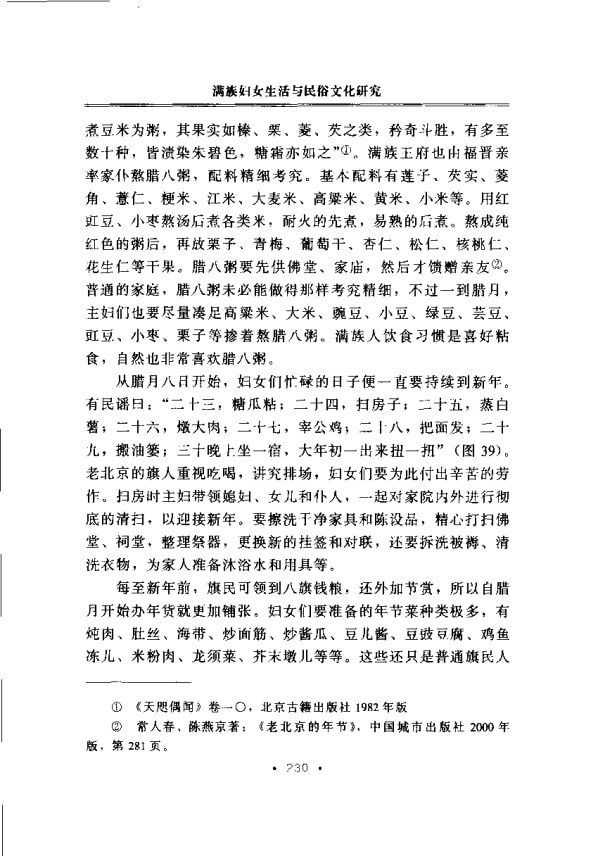 满族妇女生活与民俗文化研究
煮豆米为粥，其果实如榛、栗、菱、芡之类，矜奇斗胜，有多至
数十种，皆渍染朱碧色，糖霜亦如之”①。满族王府也由福晋亲
率家仆熬腊八粥，配料精细考究。基本配料有莲子、芡实、菱
角、薏仁、梗米、江米、大麦米、高粱米、黄米、小米等。用红
豇豆、小枣熬汤后煮各类米，耐火的先煮，易熟的后煮。熬成纯
红色的粥后，再放栗子、青梅、葡萄干、杏仁、松仁、核桃仁、
花生仁等干果。腊八粥要先供佛堂、家庙，然后才馈赠亲友②。
普通的家庭，腊八粥未必能做得那样考究精细，不过一到腊月，
主妇们也要尽量凑足高粱米、大米、豌豆、小豆、绿豆、芸豆、
豇豆、小枣、栗子等掺着熬腊八粥。满族人饮食习惯是喜好粘
食，自然也非常喜欢腊八粥。
从腊月八日开始，妇女们忙碌的日子便一直要持续到新年。
有民谣曰：“二十三，糖瓜粘；二十四，扫房子；二十五，蒸白
薯；二十六，燉大肉；二十七，宰公鸡；二十八，把面发；二十
九，搬油篓；三十晚上坐一宿，大年初一出来扭一扭”（图 39）。
老北京的旗人重视吃喝，讲究排场，妇女们要为此付出辛苦的劳
作。扫房时主妇带领媳妇、女儿和仆人，一起对家院内外进行彻
底的清扫，以迎接新年。要擦洗干净家具和陈设品，精心打扫佛
堂、祠堂，整理祭器，更换新的挂签和对联，还要拆洗被褥、清
洗衣物，为家人准备沐浴水和用具等。
每至新年前，旗民可领到八旗钱粮，还外加节赏，所以自腊
月开始办年货就更加铺张。妇女们要准备的年节菜种类极多，有
炖肉、肚丝、海带、炒面筋、炒酱瓜、豆儿酱、豆豉豆腐、鸡鱼
冻儿、米粉肉、龙须菜、芥末墩儿等等。这些还只是普通旗民人
① 《天咫偶闻》卷一〇，北京古籍出版社 1982 年版
② 常人春、陈燕京著：《老北京的年节》，中国城市出版社 2000 年
版，第 281 页。
· 230 ·